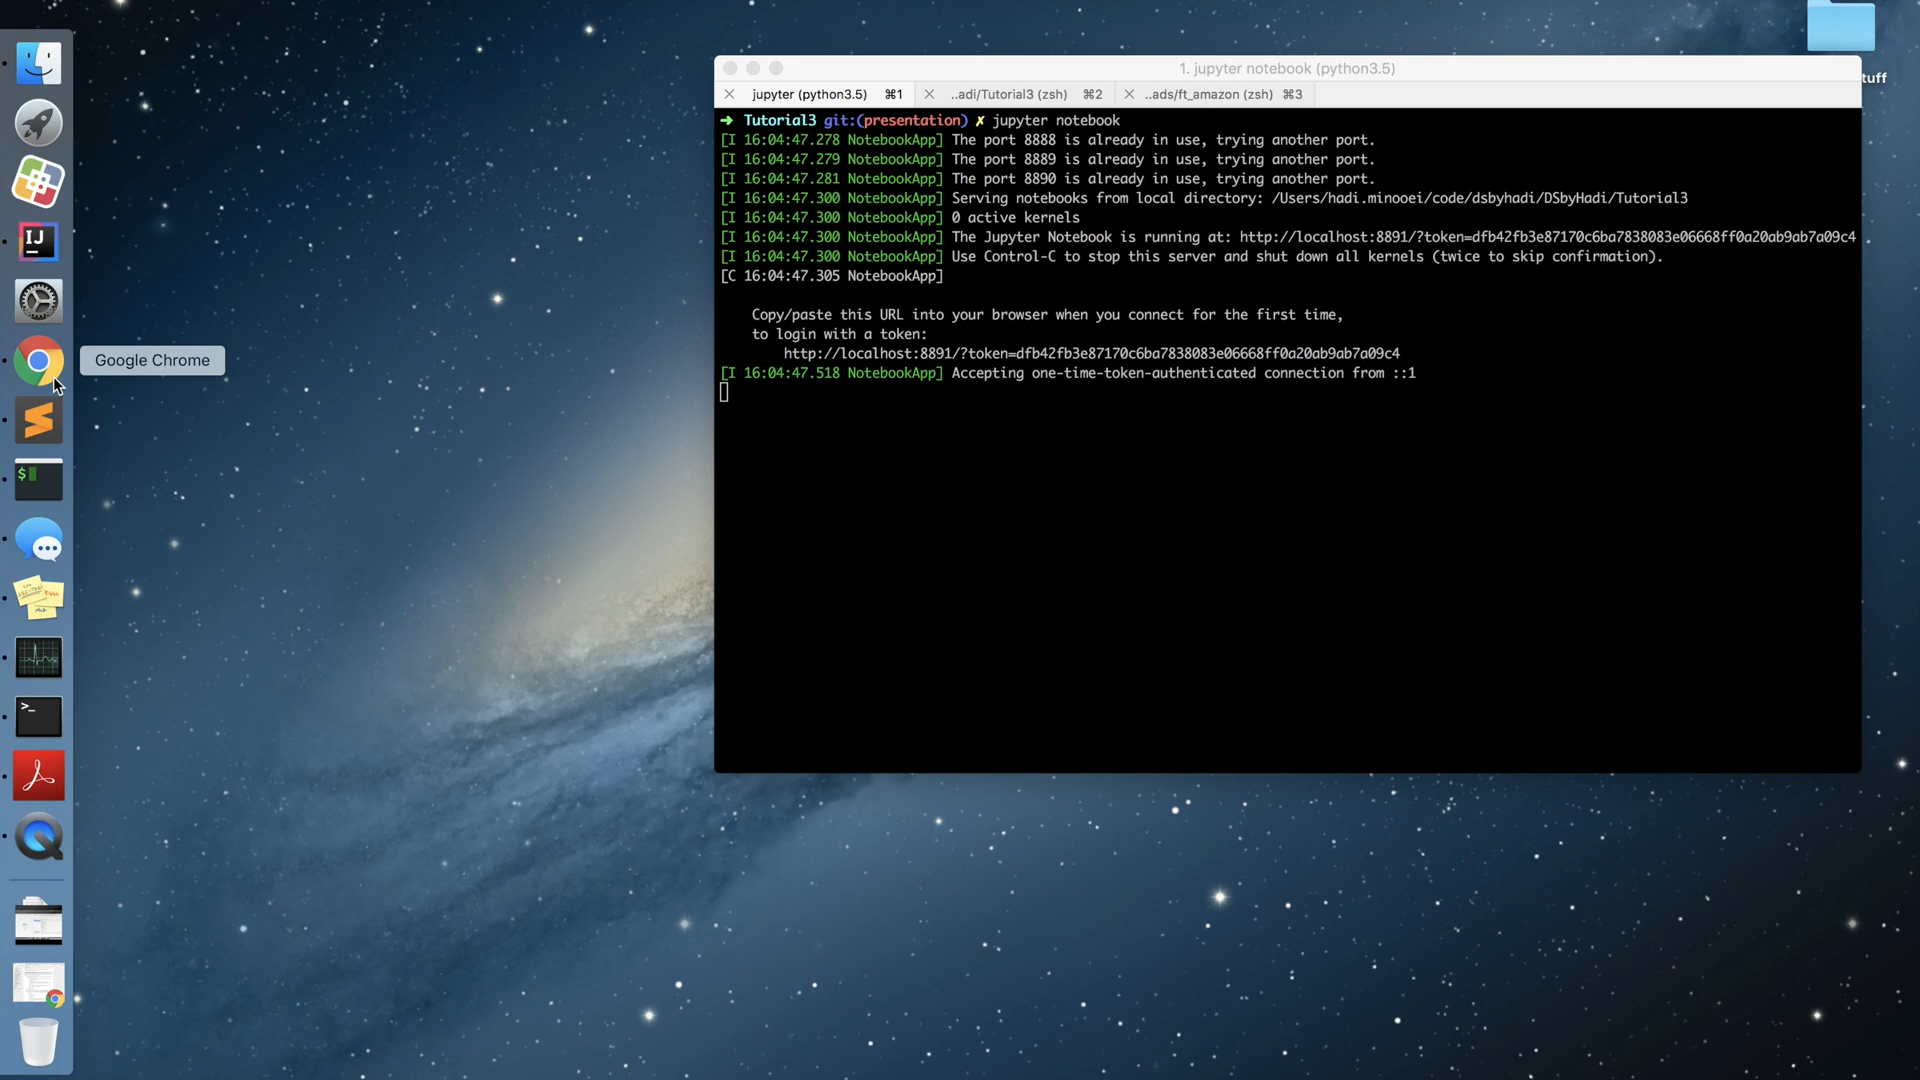 tuff
1. jupyter notebook (python3.5)
jupyter (python3.5) ⌘1 ..adi/Tutorial3 (zsh) ⌘2 ..ads/ft_amazon (zsh) ⌘3
➜ Tutorial3 git:(presentation) ✗ jupyter notebook
[I 16:04:47.278 NotebookApp] The port 8888 is already in use, trying another port.
[I 16:04:47.279 NotebookApp] The port 8889 is already in use, trying another port.
[I 16:04:47.281 NotebookApp] The port 8890 is already in use, trying another port.
[I 16:04:47.300 NotebookApp] Serving notebooks from local directory: /Users/hadi.minooei/code/dsbyhadi/DSbyHadi/Tutorial3
[I 16:04:47.300 NotebookApp] 0 active kernels
[I 16:04:47.300 NotebookApp] The Jupyter Notebook is running at: http://localhost:8891/?token=dfb42fb3e87170c6ba7838083e06668ff0a20ab9ab7a09c4
[I 16:04:47.300 NotebookApp] Use Control-C to stop this server and shut down all kernels (twice to skip confirmation).
[C 16:04:47.305 NotebookApp]
Copy/paste this URL into your browser when you connect for the first time,
to login with a token:
http://localhost:8891/?token=dfb42fb3e87170c6ba7838083e06668ff0a20ab9ab7a09c4
[I 16:04:47.518 NotebookApp] Accepting one-time-token-authenticated connection from ::1
IJ
Google Chrome
$
>_